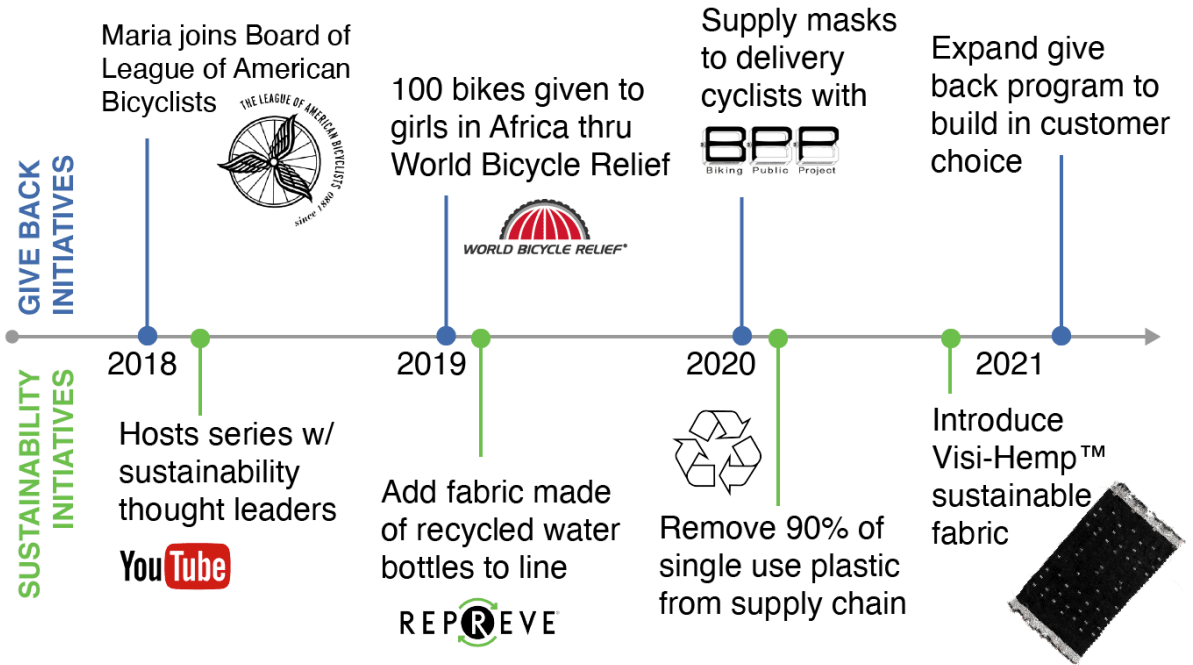 Maria joins Board of
League of American
Bicyclists
THE LEAGUE OF AMERICAN BICYCLISTS
since 1880
100 bikes given to
girls in Africa thru
World Bicycle Relief
WORLD BICYCLE RELIEF®
Supply masks
to delivery
cyclists with
BPP
Biking Public Project
Expand give
back program to
build in customer
choice
GIVE BACK
INITIATIVES
2018
2019
2020
2021
SUSTAINABILITY
INITIATIVES
Hosts series w/
sustainability
thought leaders
YouTube
Add fabric made
of recycled water
bottles to line
REPREVE
Remove 90% of
single use plastic
from supply chain
Introduce
Visi-Hemp™
sustainable
fabric